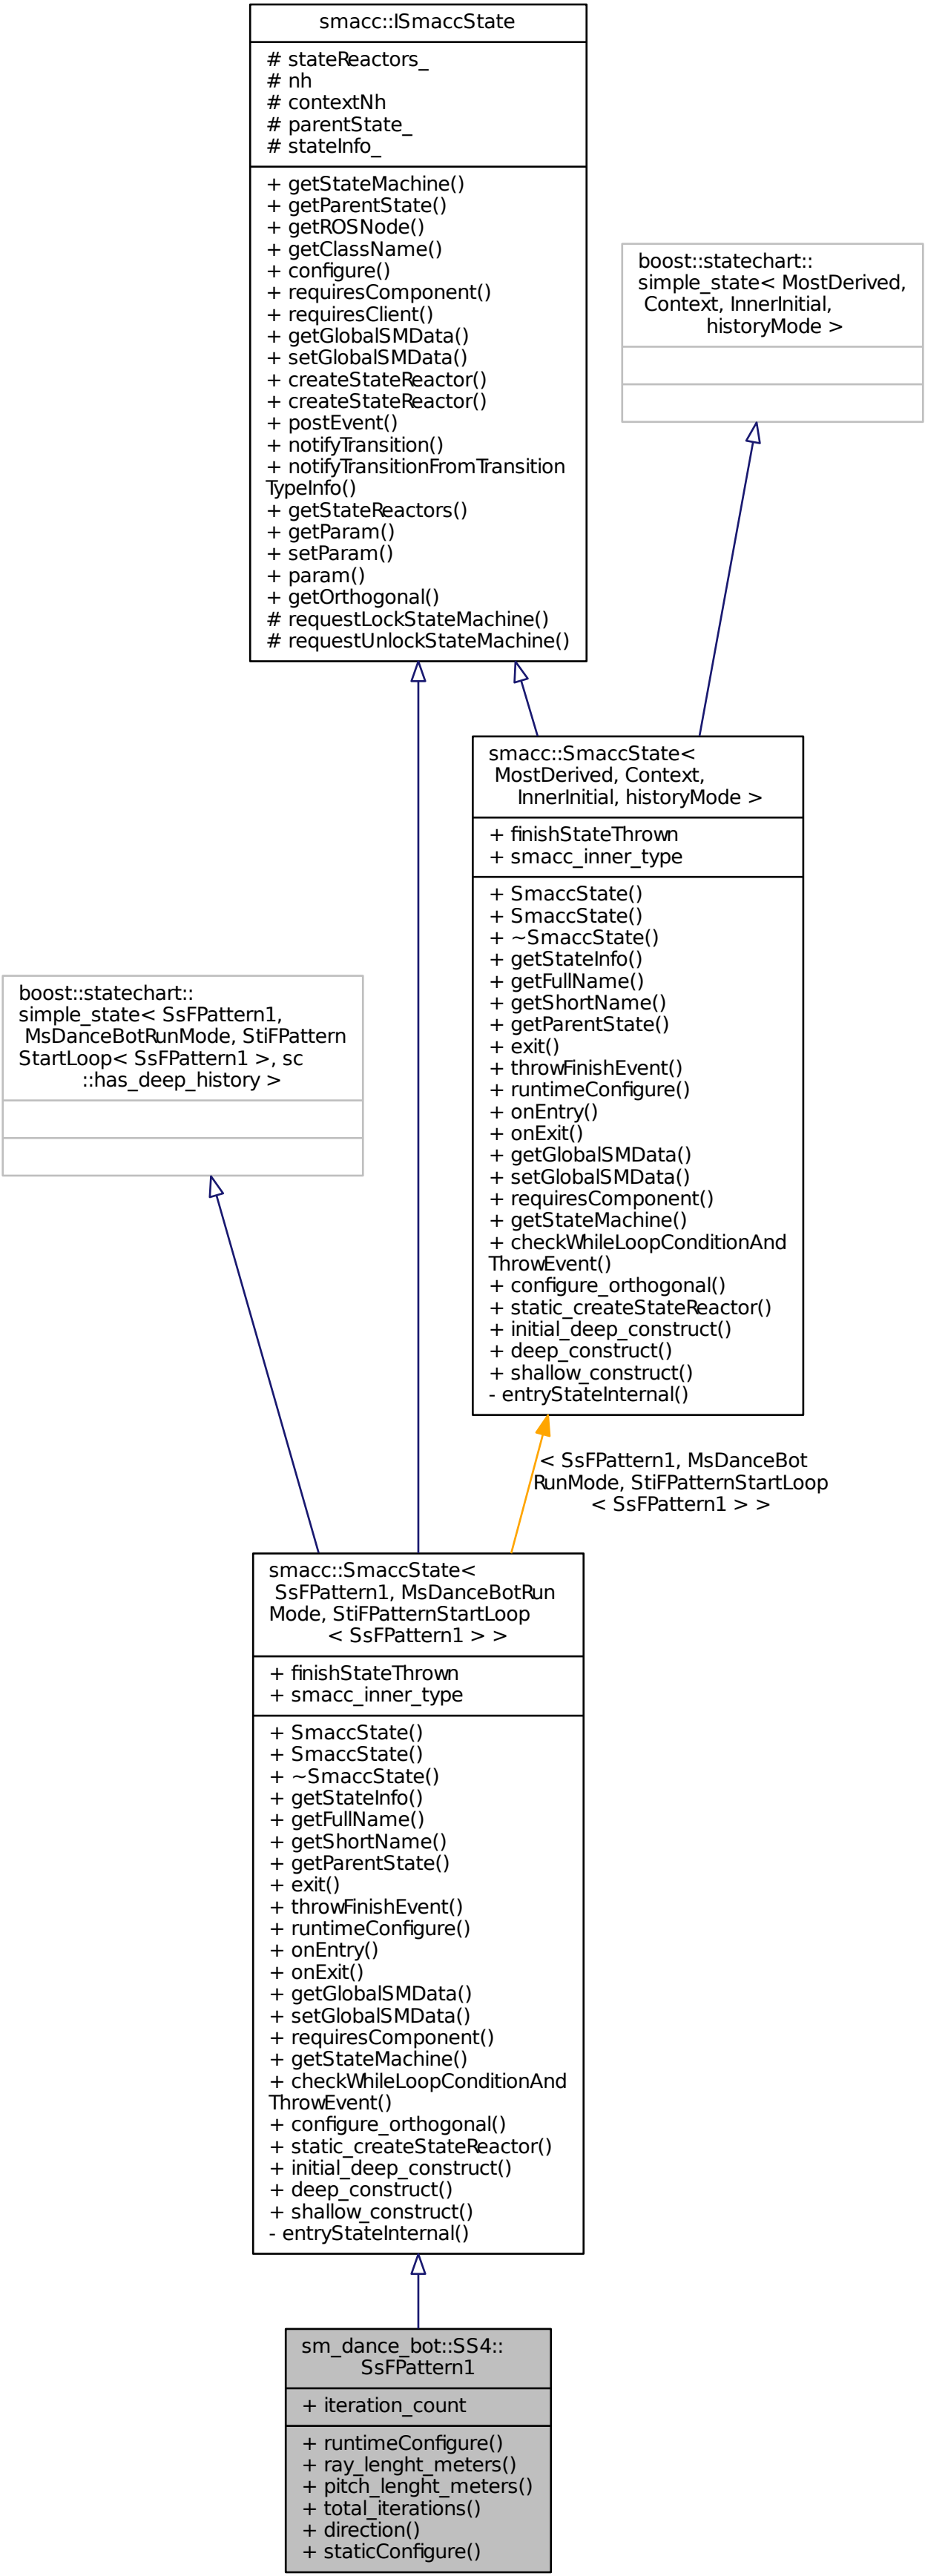 smacc::ISmaccState
# stateReactors_
# nh
# contextNh
# parentState_
# stateInfo_
+ getStateMachine()
+ getParentState()
+ getROSNode()
+ getClassName()
+ configure()
+ requiresComponent()
+ requiresClient()
+ getGlobalSMData()
+ setGlobalSMData()
+ createStateReactor()
+ createStateReactor()
+ postEvent()
+ notifyTransition()
+ notifyTransitionFromTransition
TypeInfo()
+ getStateReactors()
+ getParam()
+ setParam()
+ param()
+ getOrthogonal()
# requestLockStateMachine()
# requestUnlockStateMachine()
boost::statechart::
simple_state< MostDerived,
Context, InnerInitial,
historyMode >
smacc::SmaccState<
MostDerived, Context,
InnerInitial, historyMode >
+ finishStateThrown
+ smacc_inner_type
+ SmaccState()
+ SmaccState()
+ ~SmaccState()
+ getStateInfo()
+ getFullName()
+ getShortName()
+ getParentState()
+ exit()
+ throwFinishEvent()
+ runtimeConfigure()
+ onEntry()
+ onExit()
+ getGlobalSMData()
+ setGlobalSMData()
+ requiresComponent()
+ getStateMachine()
+ checkWhileLoopConditionAnd
ThrowEvent()
+ configure_orthogonal()
+ static_createStateReactor()
+ initial_deep_construct()
+ deep_construct()
+ shallow_construct()
- entryStateInternal()
boost::statechart::
simple_state< SsFPattern1,
MsDanceBotRunMode, StiFPattern
StartLoop< SsFPattern1 >, sc
::has_deep_history >
< SsFPattern1, MsDanceBot
RunMode, StiFPatternStartLoop
< SsFPattern1 > >
smacc::SmaccState<
SsFPattern1, MsDanceBotRun
Mode, StiFPatternStartLoop
< SsFPattern1 > >
+ finishStateThrown
+ smacc_inner_type
+ SmaccState()
+ SmaccState()
+ ~SmaccState()
+ getStateInfo()
+ getFullName()
+ getShortName()
+ getParentState()
+ exit()
+ throwFinishEvent()
+ runtimeConfigure()
+ onEntry()
+ onExit()
+ getGlobalSMData()
+ setGlobalSMData()
+ requiresComponent()
+ getStateMachine()
+ checkWhileLoopConditionAnd
ThrowEvent()
+ configure_orthogonal()
+ static_createStateReactor()
+ initial_deep_construct()
+ deep_construct()
+ shallow_construct()
- entryStateInternal()
sm_dance_bot::SS4::
SsFPattern1
+ iteration_count
+ runtimeConfigure()
+ ray_lenght_meters()
+ pitch_lenght_meters()
+ total_iterations()
+ direction()
+ staticConfigure()